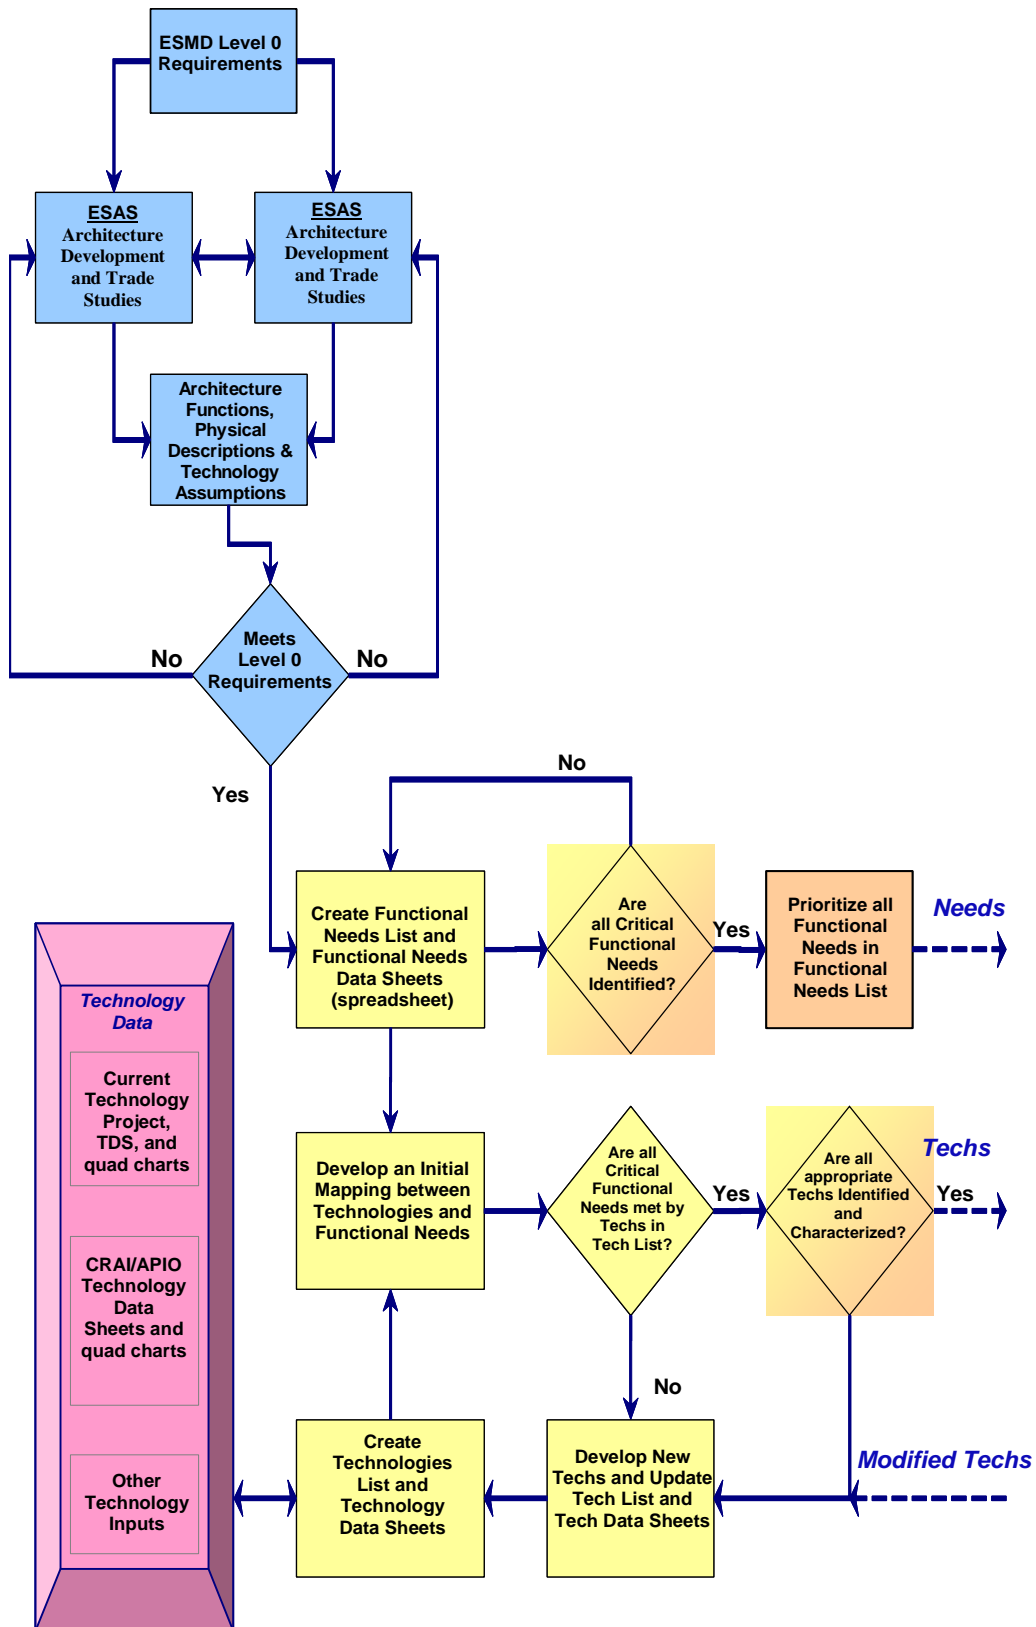 ESMD Level 0
Requirements
ESAS
Architecture
Development
and Trade
Studies
ESAS
Architecture
Development
and Trade
Studies
Architecture
Functions,
Physical
Descriptions &
Technology
Assumptions
Meets
Level 0
Requirements
No
No
Yes
No
Create Functional
Needs List and
Functional Needs
Data Sheets
(spreadsheet)
Are
all Critical
Functional
Needs
Identified?
Yes
Prioritize all
Functional
Needs in
Functional
Needs List
Needs
Technology
Data
Current
Technology
Project,
TDS, and
quad charts
CRAI/APIO
Technology
Data
Sheets and
quad charts
Other
Technology
Inputs
Develop an Initial
Mapping between
Technologies and
Functional Needs
Are all
Critical
Functional
Needs met by
Techs in
Tech List?
Yes
Are all
appropriate
Techs Identified
and
Characterized?
Techs
Yes
No
Create
Technologies
List and
Technology
Data Sheets
Develop New
Techs and Update
Tech List and
Tech Data Sheets
Modified Techs